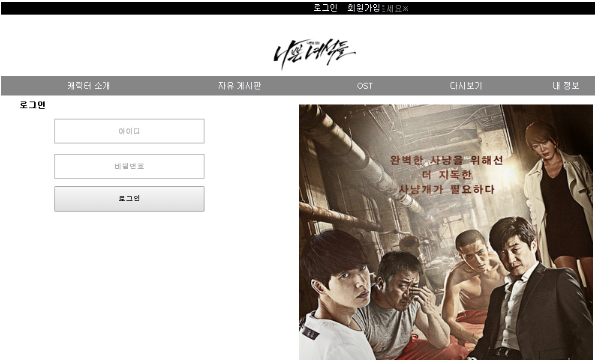 로그인 회원가입 세요※
나쁜 녀석들
캐릭터 소개 자유 게시판 OST 다시보기 내 정보
로그인
아이디
비밀번호
로그인
완벽한 사냥을 위해선
더 지독한
사냥개가 필요하다